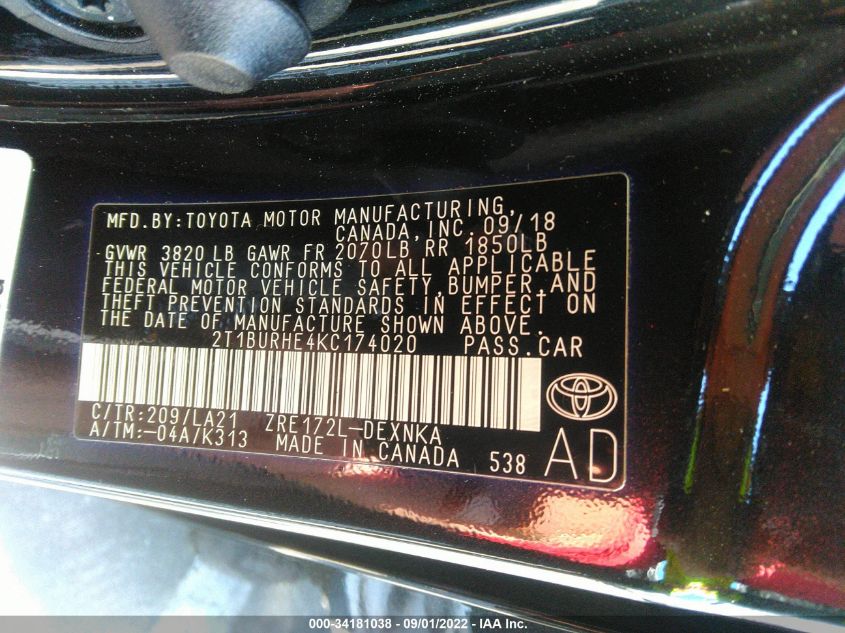 MFD.BY:TOYOTA MOTOR MANUFACTURING,
CANADA,INC. 09/18
GVWR 3820 LB GAWR FR 2070LB RR 1850LB
THIS VEHICLE CONFORMS TO ALL APPLICABLE
FEDERAL MOTOR VEHICLE SAFETY, BUMPER, AND
THEFT PREVENTION STANDARDS IN EFFECT ON
THE DATE OF MANUFACTURE SHOWN ABOVE.
2T1BURHE4KC174020 PASS.CAR
C/TR:209/LA21 ZRE172L-DEXNKA
A/TM:-04A/K313 MADE IN CANADA 538 AD
000-34181038 - 09/01/2022 - IAA Inc.